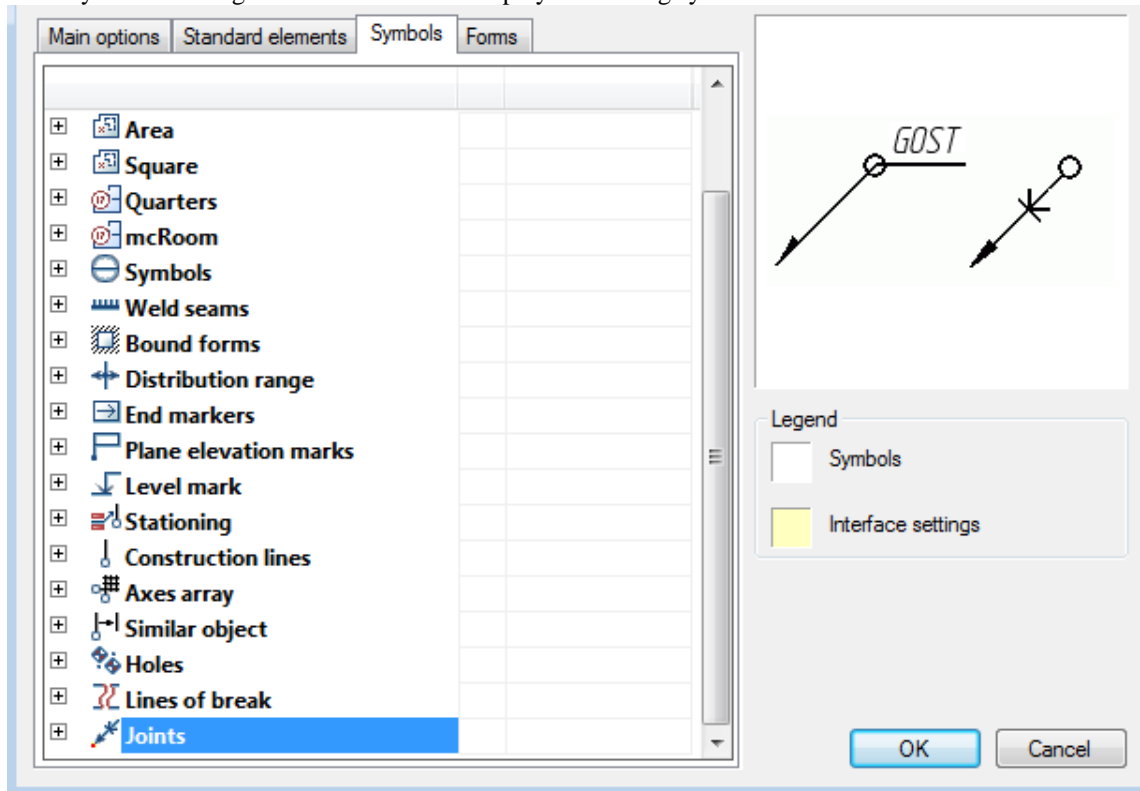 Main options Standard elements Symbols Forms
Area
Square
Quarters
mcRoom
Symbols
Weld seams
Bound forms
Distribution range
End markers
Plane elevation marks
Level mark
Stationing
Construction lines
Axes array
Similar object
Holes
Lines of break
Joints
GOST
Legend
Symbols
Interface settings
OK Cancel